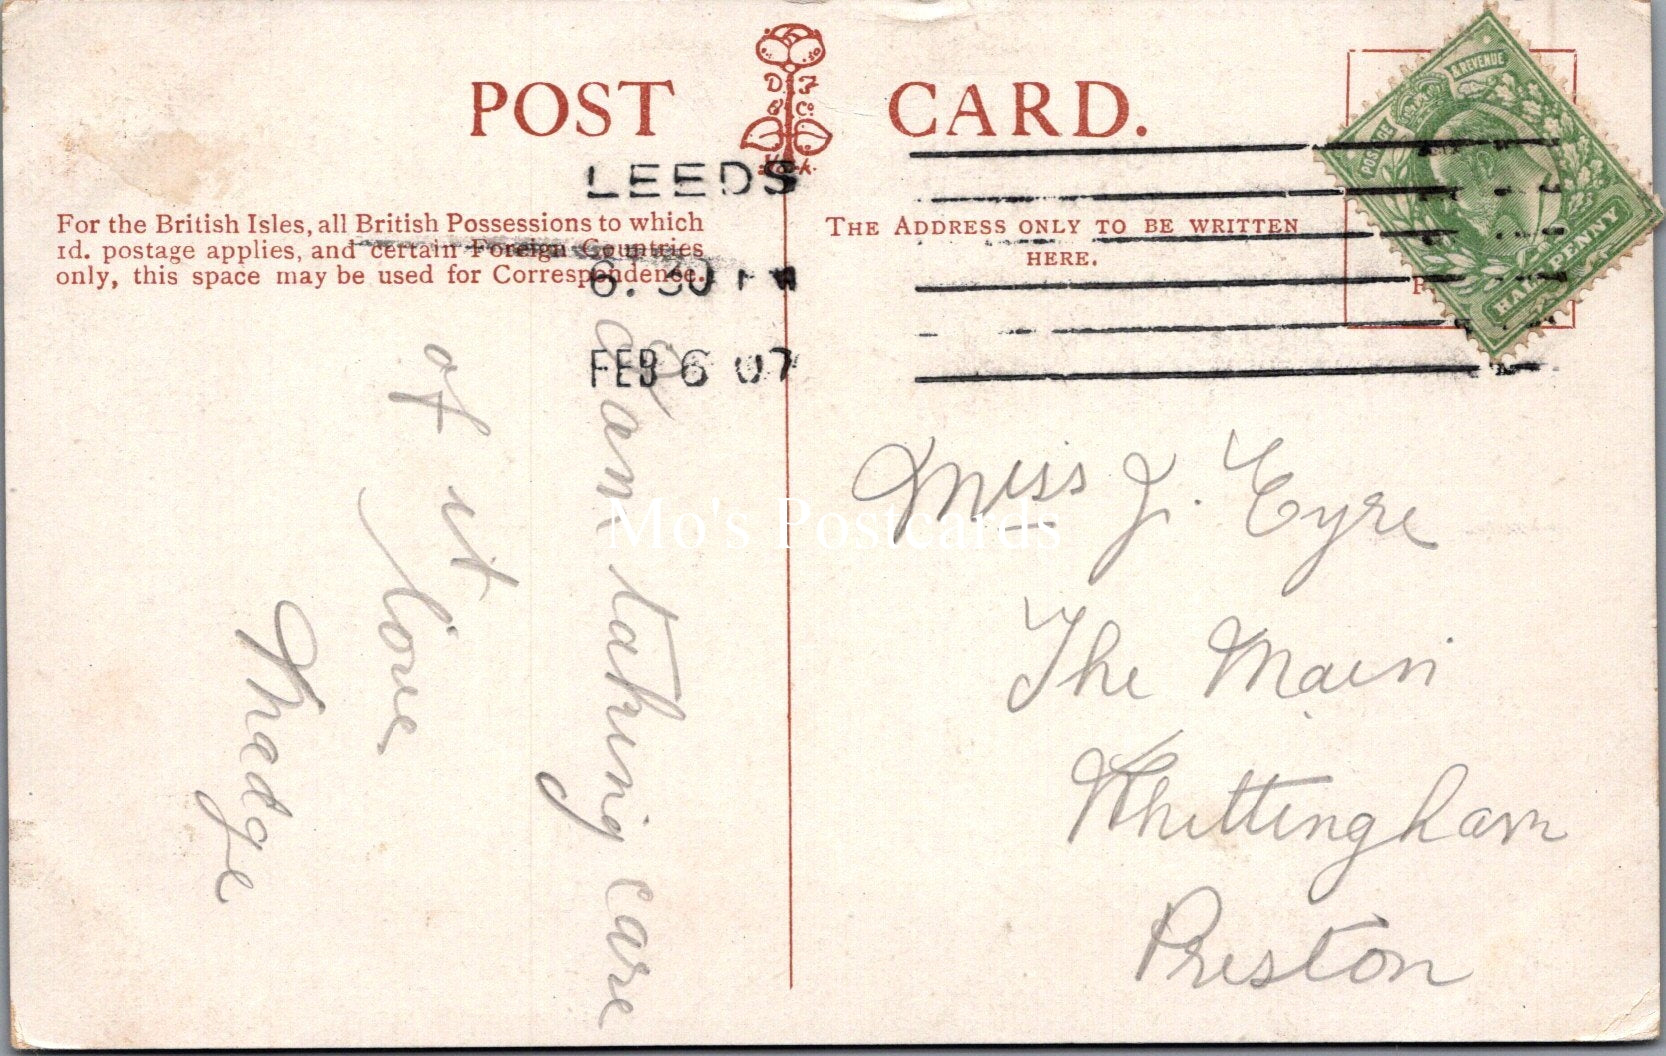 POST CARD.
D. F.
& Co.
York.
& REVENUE
POSTAGE
HALFPENNY
LEEDS
6. 30 PM
FEB 6 07
For the British Isles, all British Possessions to which
1d. postage applies, and certain Foreign Countries
only, this space may be used for Correspondence.
THE ADDRESS ONLY TO BE WRITTEN
HERE.
am taking care
of it
love
Madge
Miss J. Eyre
The Main
Whittingham
Preston
Mo's Postcards